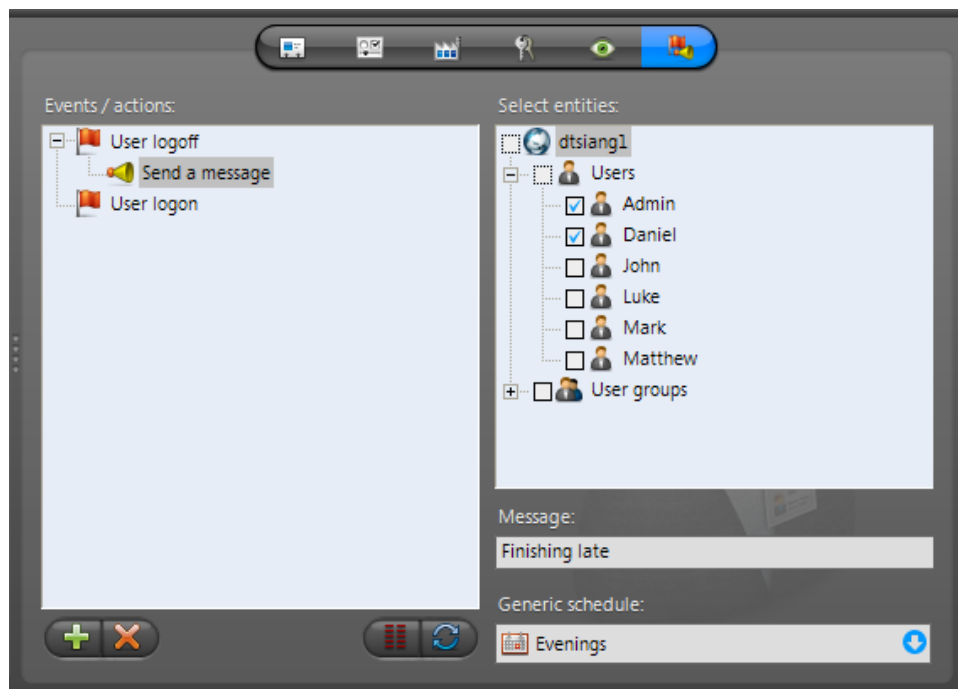 Events / actions:
User logoff
Send a message
User logon
Select entities:
dtsiang1
Users
Admin
Daniel
John
Luke
Mark
Matthew
User groups
Message:
Finishing late
Generic schedule:
Evenings